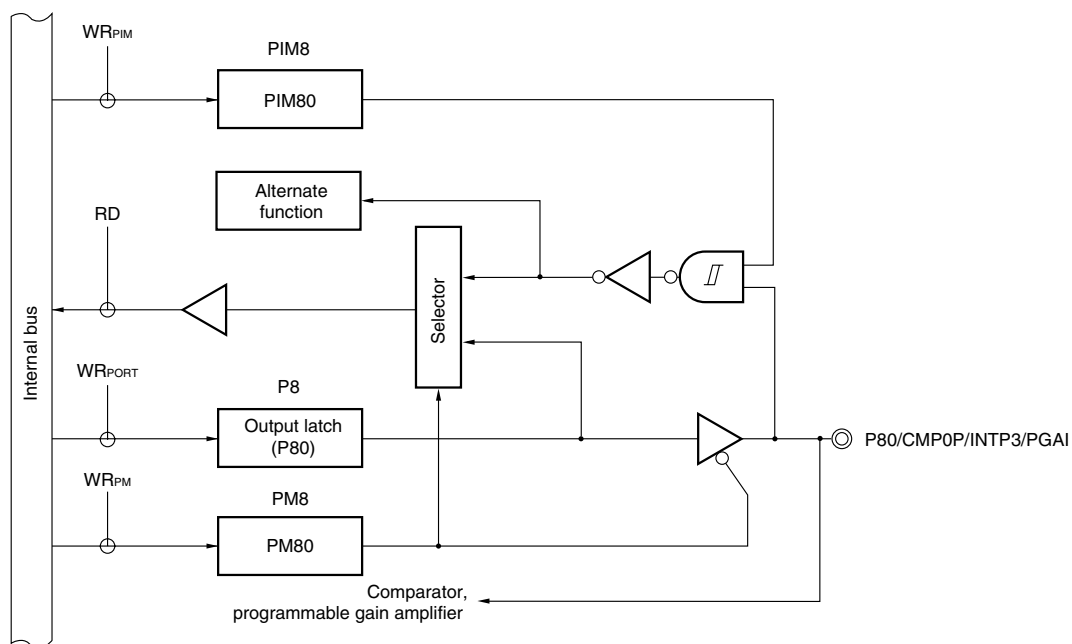 WRPIM
PIM8
PIM80
Alternate
function
RD
Selector
Internal bus
WRPORT
P8
Output latch
(P80)
P80/CMP0P/INTP3/PGAI
WRPM
PM8
PM80
Comparator,
programmable gain amplifier